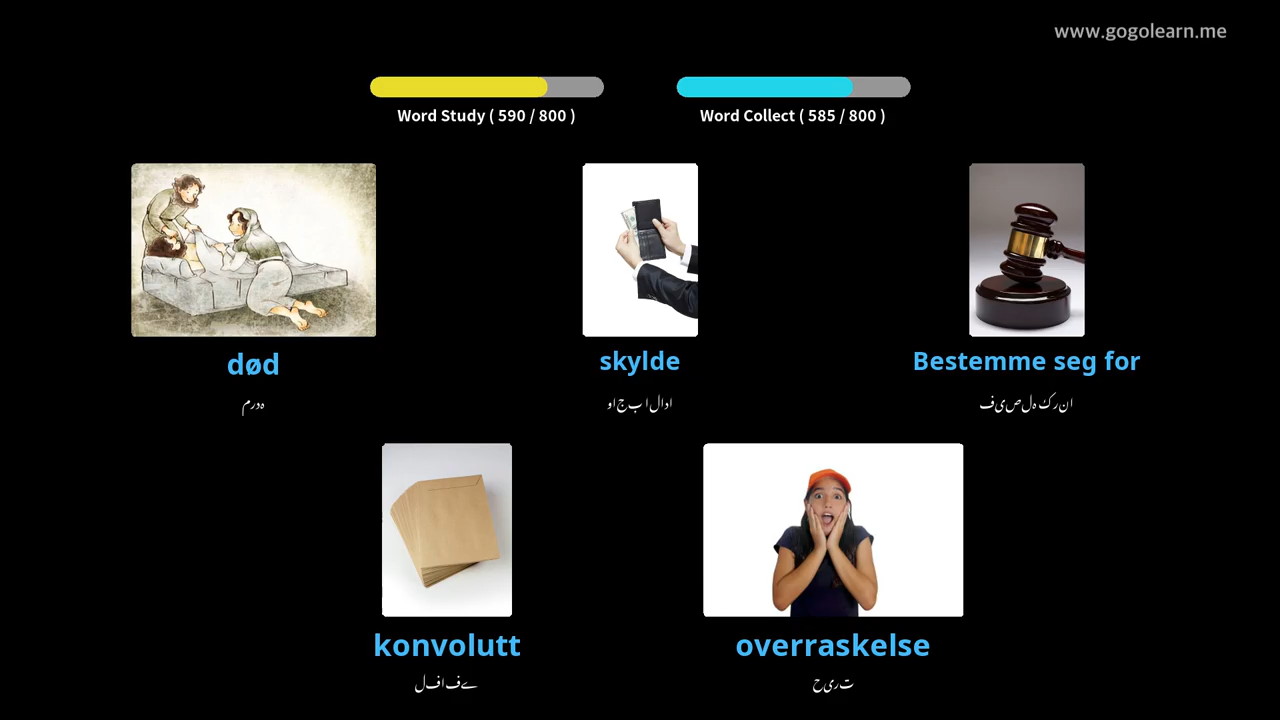 www.gogolearn.me
Word Study ( 590 / 800 )
Word Collect ( 585 / 800 )
død
ہدرم
skylde
ادالا بجاو
Bestemme seg for
انرک ہلصیف
konvolutt
ےفافل
overraskelse
تریح